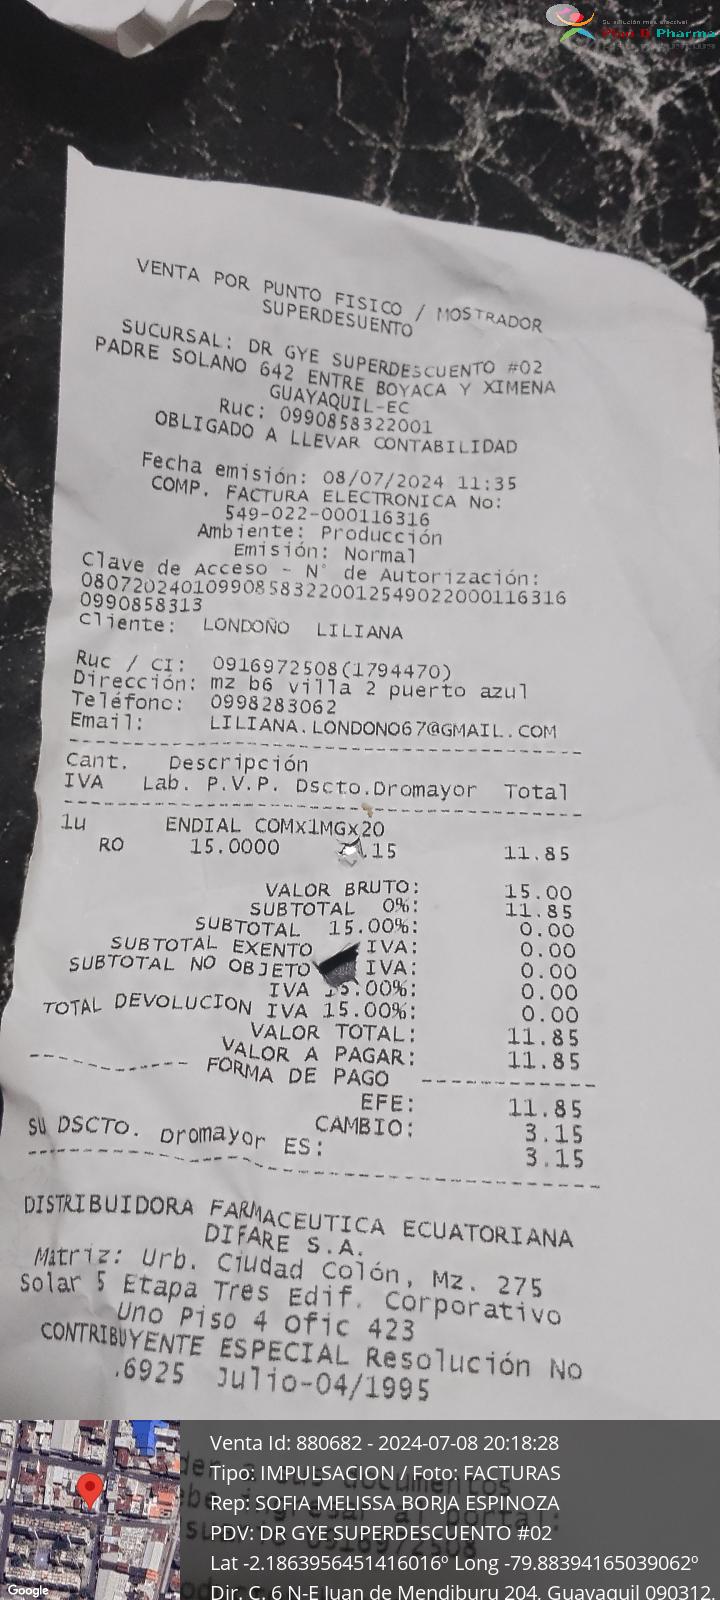 Su solución más efectiva!
Plan B Pharma
VENTA POR PUNTO FISICO / MOSTRADOR
SUPERDESUENTO
SUCURSAL: DR GYE SUPERDESCUENTO #02
PADRE SOLANO 642 ENTRE BOYACA Y XIMENA
GUAYAQUIL-EC
Ruc: 0990858322001
OBLIGADO A LLEVAR CONTABILIDAD
Fecha emisión: 08/07/2024 11:35
COMP. FACTURA ELECTRONICA No:
549-022-000116316
Ambiente: Producción
Emisión: Normal
Clave de Acceso - N° de Autorización:
080720240109908583220012549022000116316
0990858313
Cliente: LONDOÑO LILIANA
Ruc / CI: 0916972508(1794470)
Dirección: mz b6 villa 2 puerto azul
Teléfono: 0998283062
Email: LILIANA.LONDONO67@GMAIL.COM
Cant. Descripción
IVA Lab. P.V.P. Dscto.Dromayor Total
1u ENDIAL COMx1MGx20
RO 15.0000 .15 11.85
VALOR BRUTO: 15.00
SUBTOTAL 0%: 11.85
SUBTOTAL 15.00%: 0.00
SUBTOTAL EXENTO IVA: 0.00
SUBTOTAL NO OBJETO IVA: 0.00
IVA 15.00%: 0.00
TOTAL DEVOLUCION IVA 15.00%: 0.00
VALOR TOTAL: 11.85
VALOR A PAGAR: 11.85
FORMA DE PAGO
EFE: 11.85
CAMBIO: 3.15
SU DSCTO. Dromayor ES: 3.15
DISTRIBUIDORA FARMACEUTICA ECUATORIANA
DIFARE S.A.
Matriz: Urb. Ciudad Colón, Mz. 275
Solar 5 Etapa Tres Edif. Corporativo
Uno Piso 4 Ofic 423
CONTRIBUYENTE ESPECIAL Resolución No
.6925 Julio-04/1995
Venta Id: 880682 - 2024-07-08 20:18:28
Tipo: IMPULSACION / Foto: FACTURAS
Rep: SOFIA MELISSA BORJA ESPINOZA
PDV: DR GYE SUPERDESCUENTO #02
Lat -2.1863956451416016º Long -79.88394165039062º
Dir. C. 6 N-E Juan de Mendiburu 204, Guayaquil 090312,
Google